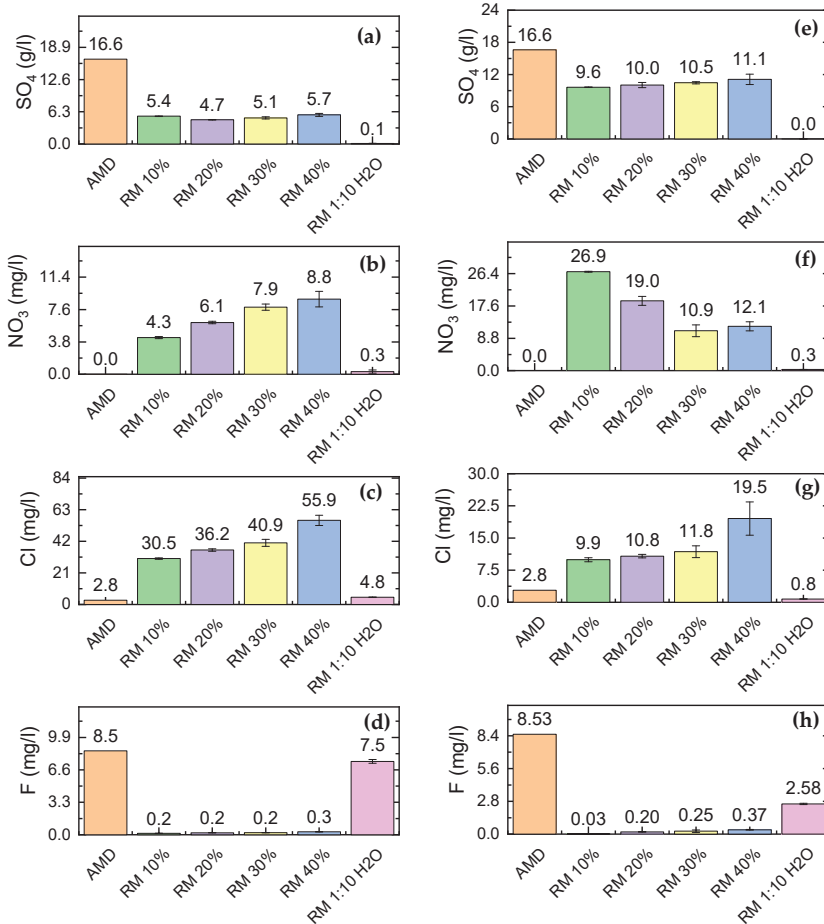 (a)
SO4 (g/l)
18.9
12.6
6.3
0.0
16.6
5.4
4.7
5.1
5.7
0.1
AMD
RM 10%
RM 20%
RM 30%
RM 40%
RM 1:10 H2O
(e)
SO4 (g/l)
24
18
12
6
0
16.6
9.6
10.0
10.5
11.1
0.0
AMD
RM 10%
RM 20%
RM 30%
RM 40%
RM 1:10 H2O
(b)
NO3 (mg/l)
11.4
7.6
3.8
0.0
0.0
4.3
6.1
7.9
8.8
0.3
AMD
RM 10%
RM 20%
RM 30%
RM 40%
RM 1:10 H2O
(f)
NO3 (mg/l)
26.4
17.6
8.8
0.0
0.0
26.9
19.0
10.9
12.1
0.3
AMD
RM 10%
RM 20%
RM 30%
RM 40%
RM 1:10 H2O
(c)
Cl (mg/l)
84
63
42
21
0
2.8
30.5
36.2
40.9
55.9
4.8
AMD
RM 10%
RM 20%
RM 30%
RM 40%
RM 1:10 H2O
(g)
Cl (mg/l)
30.0
22.5
15.0
7.5
0.0
2.8
9.9
10.8
11.8
19.5
0.8
AMD
RM 10%
RM 20%
RM 30%
RM 40%
RM 1:10 H2O
(d)
F (mg/l)
9.9
6.6
3.3
0.0
8.5
0.2
0.2
0.2
0.3
7.5
AMD
RM 10%
RM 20%
RM 30%
RM 40%
RM 1:10 H2O
(h)
F (mg/l)
8.4
5.6
2.8
0.0
8.53
0.03
0.20
0.25
0.37
2.58
AMD
RM 10%
RM 20%
RM 30%
RM 40%
RM 1:10 H2O